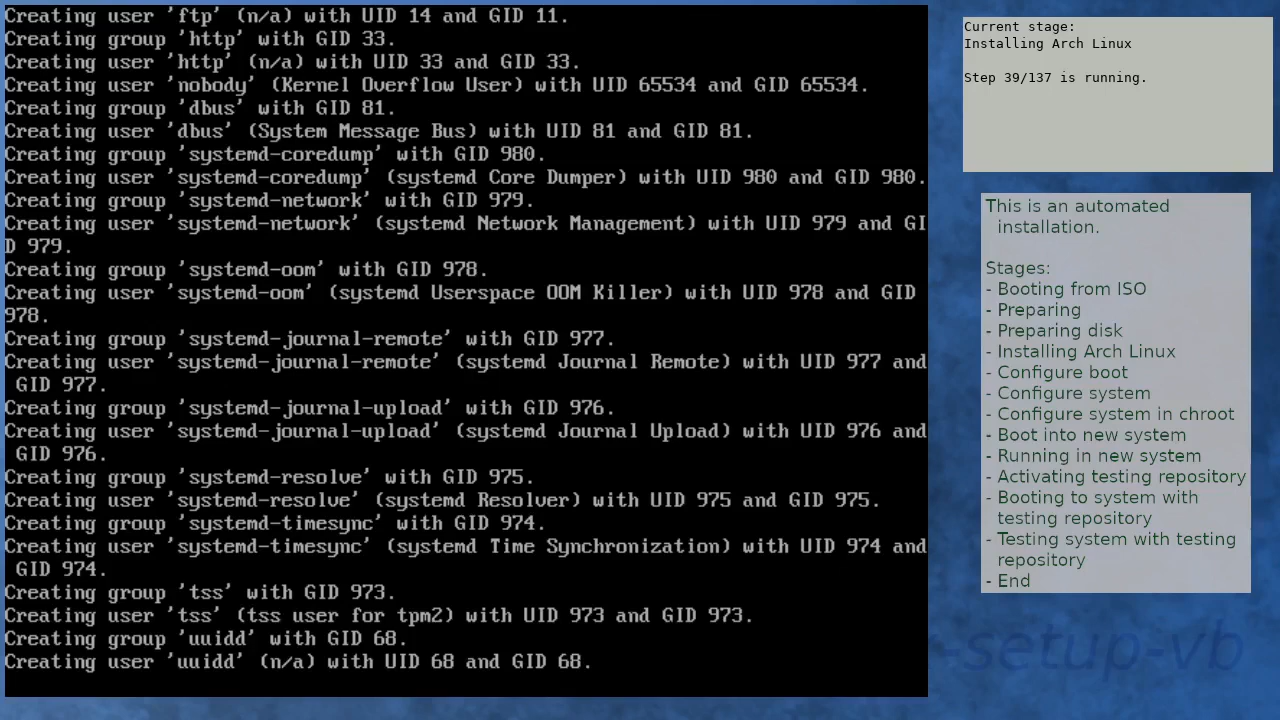 Creating user 'ftp' (n/a) with UID 14 and GID 11.
Creating group 'http' with GID 33.
Creating user 'http' (n/a) with UID 33 and GID 33.
Creating user 'nobody' (Kernel Overflow User) with UID 65534 and GID 65534.
Creating group 'dbus' with GID 81.
Creating user 'dbus' (System Message Bus) with UID 81 and GID 81.
Creating group 'systemd-coredump' with GID 980.
Creating user 'systemd-coredump' (systemd Core Dumper) with UID 980 and GID 980.
Creating group 'systemd-network' with GID 979.
Creating user 'systemd-network' (systemd Network Management) with UID 979 and GI
D 979.
Creating group 'systemd-oom' with GID 978.
Creating user 'systemd-oom' (systemd Userspace OOM Killer) with UID 978 and GID
978.
Creating group 'systemd-journal-remote' with GID 977.
Creating user 'systemd-journal-remote' (systemd Journal Remote) with UID 977 and
 GID 977.
Creating group 'systemd-journal-upload' with GID 976.
Creating user 'systemd-journal-upload' (systemd Journal Upload) with UID 976 and
 GID 976.
Creating group 'systemd-resolve' with GID 975.
Creating user 'systemd-resolve' (systemd Resolver) with UID 975 and GID 975.
Creating group 'systemd-timesync' with GID 974.
Creating user 'systemd-timesync' (systemd Time Synchronization) with UID 974 and
 GID 974.
Creating group 'tss' with GID 973.
Creating user 'tss' (tss user for tpm2) with UID 973 and GID 973.
Creating group 'uuidd' with GID 68.
Creating user 'uuidd' (n/a) with UID 68 and GID 68.
Current stage:
Installing Arch Linux
Step 39/137 is running.
This is an automated
installation.
Stages:
- Booting from ISO
- Preparing
- Preparing disk
- Installing Arch Linux
- Configure boot
- Configure system
- Configure system in chroot
- Boot into new system
- Running in new system
- Activating testing repository
- Booting to system with
testing repository
- Testing system with testing
repository
- End
-setup-vb